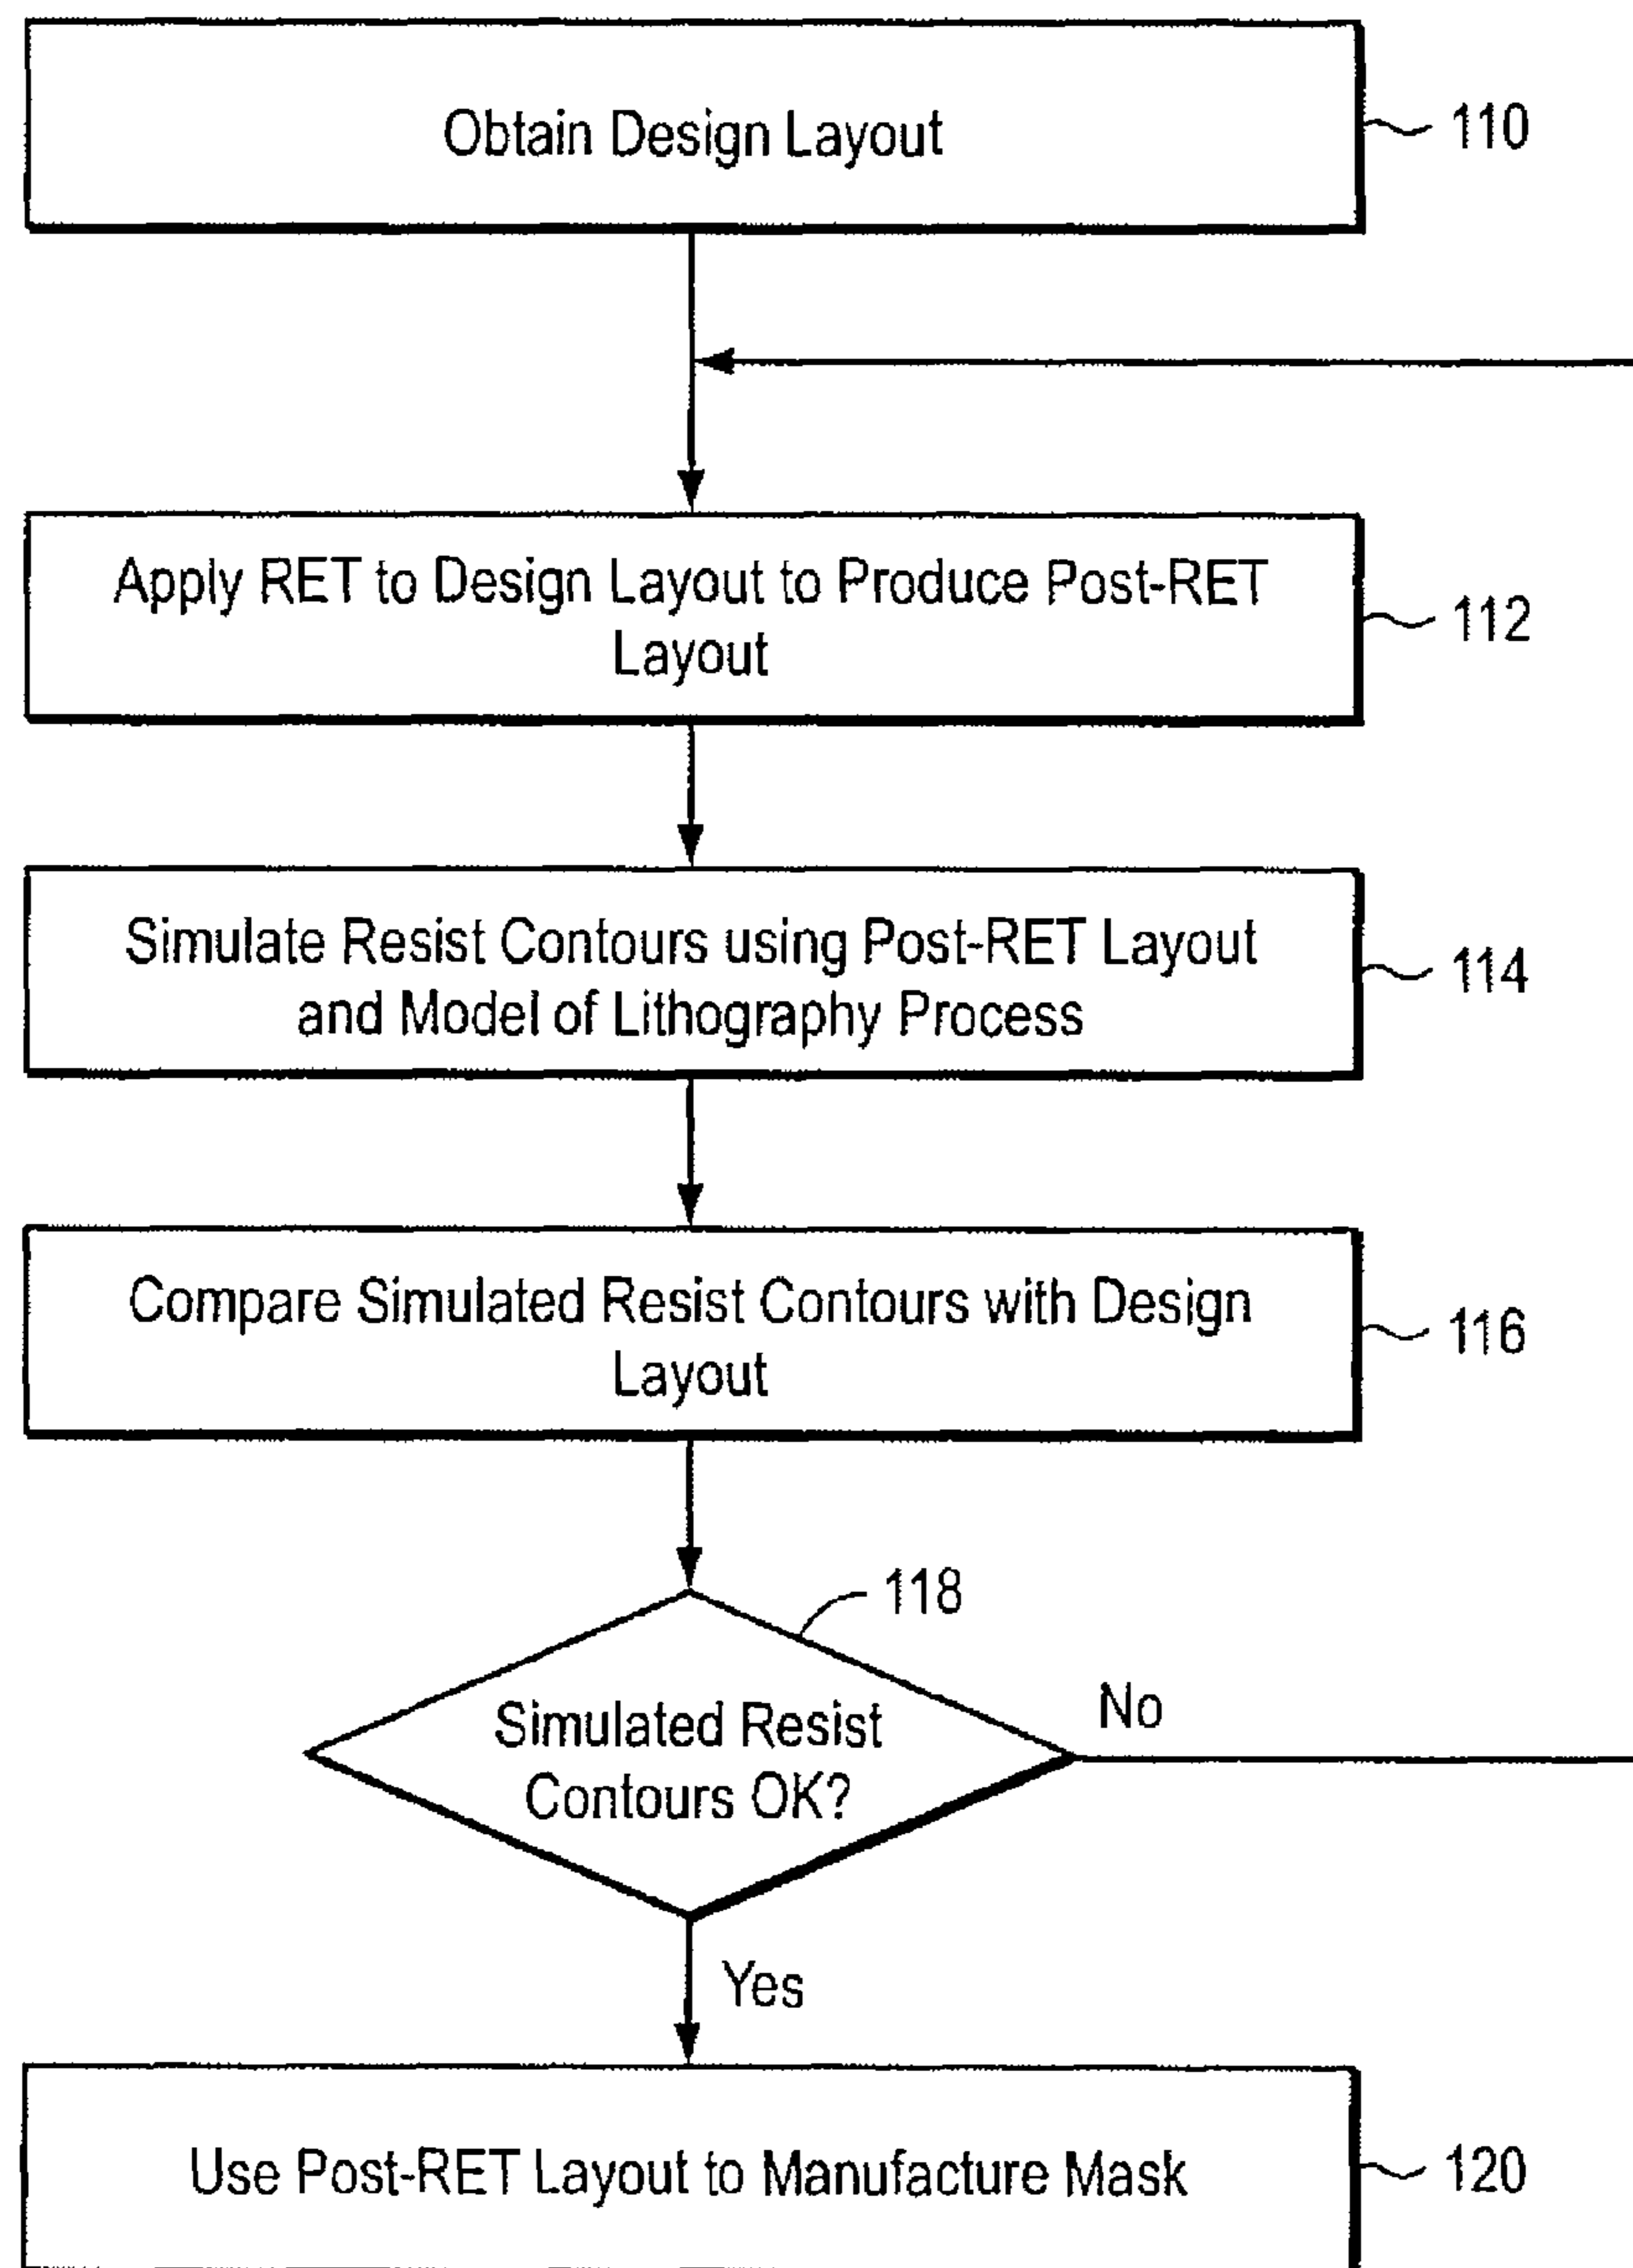 Obtain Design Layout
110
Apply RET to Design Layout to Produce Post-RET
Layout
112
Simulate Resist Contours using Post-RET Layout
and Model of Lithography Process
114
Compare Simulated Resist Contours with Design
Layout
116
118
Simulated Resist
Contours OK?
No
Yes
Use Post-RET Layout to Manufacture Mask
120